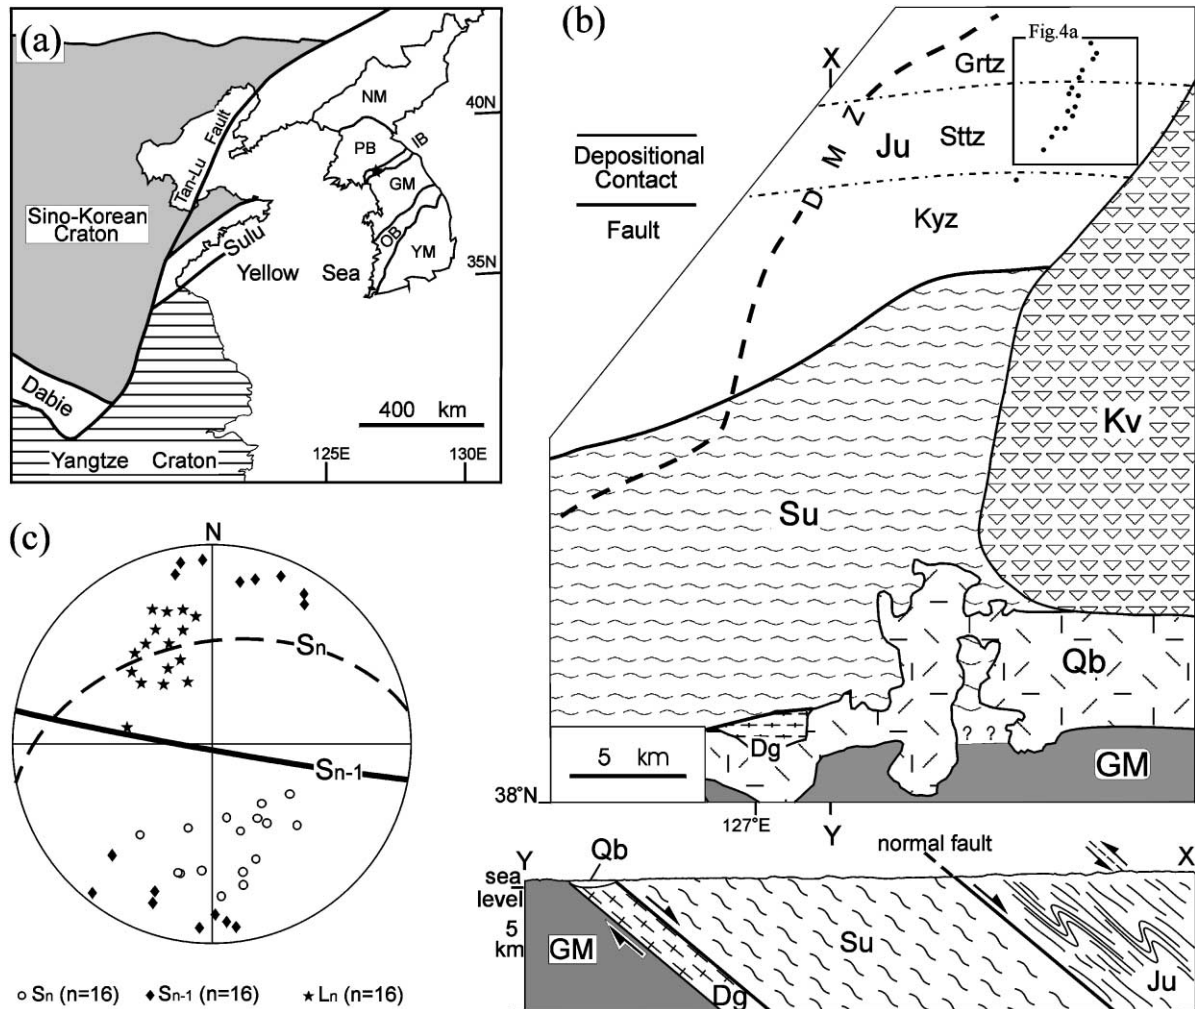 (a)
NM
40N
Tan-Lu Fault
PB
IB
GM
Sino-Korean
Craton
Sulu
OB
YM
Yellow Sea
35N
Dabie
400 km
Yangtze Craton
125E
130E
(b)
Fig.4a
X
Grtz
Depositional
Contact
Fault
D M Z
Ju
Sttz
Kyz
Kv
Su
Qb
Dg
? ?
5 km
GM
38°N
127°E
Y
(c)
N
Sn
Sn-1
Sn (n=16)
Sn-1 (n=16)
Ln (n=16)
Y
Qb
normal fault
X
sea
level
5
km
GM
Su
Dg
Ju